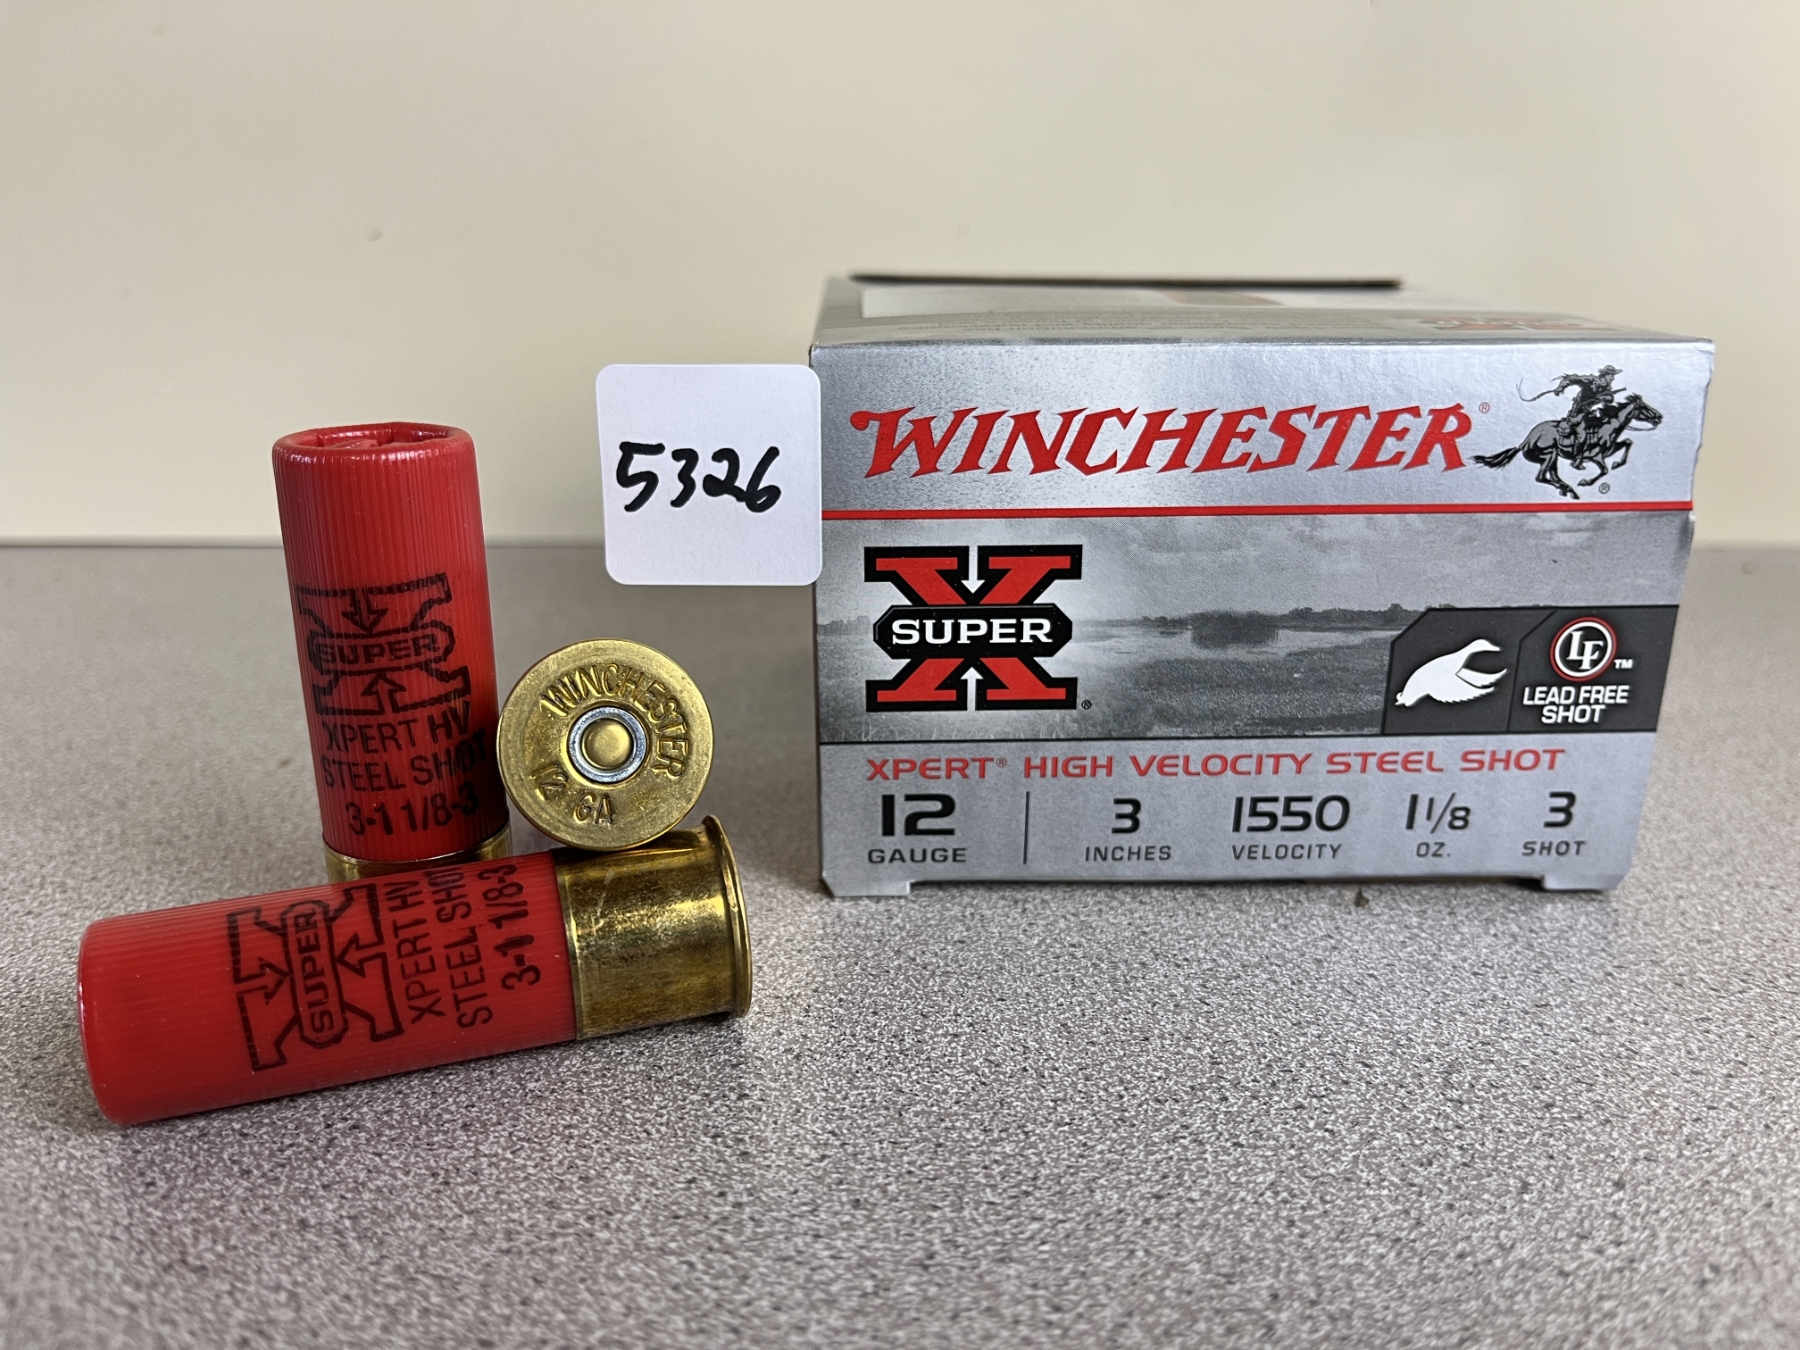 5326
WINCHESTER®
®
SUPER X
®
LF ™
LEAD FREE
SHOT
XPERT® HIGH VELOCITY STEEL SHOT
12 3 1550 1 1/8 3
GAUGE INCHES VELOCITY OZ. SHOT
SUPER X
XPERT HV
STEEL SHOT
3-1 1/8-3
WINCHESTER
12 GA
SUPER X
XPERT HV
STEEL SHOT
3-1 1/8-3